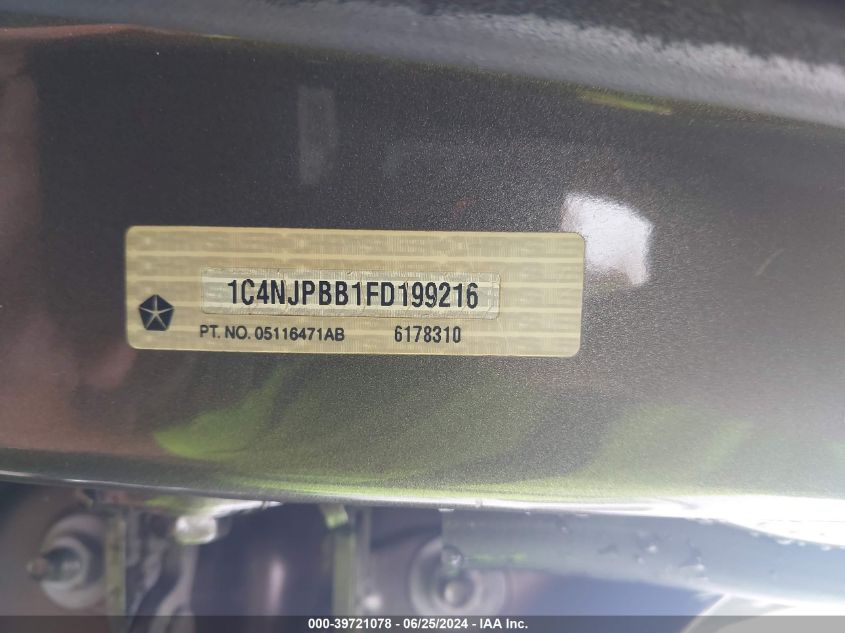 1C4NJPBB1FD199216
PT. NO. 05116471AB 6178310
000-39721078 - 06/25/2024 - IAA Inc.